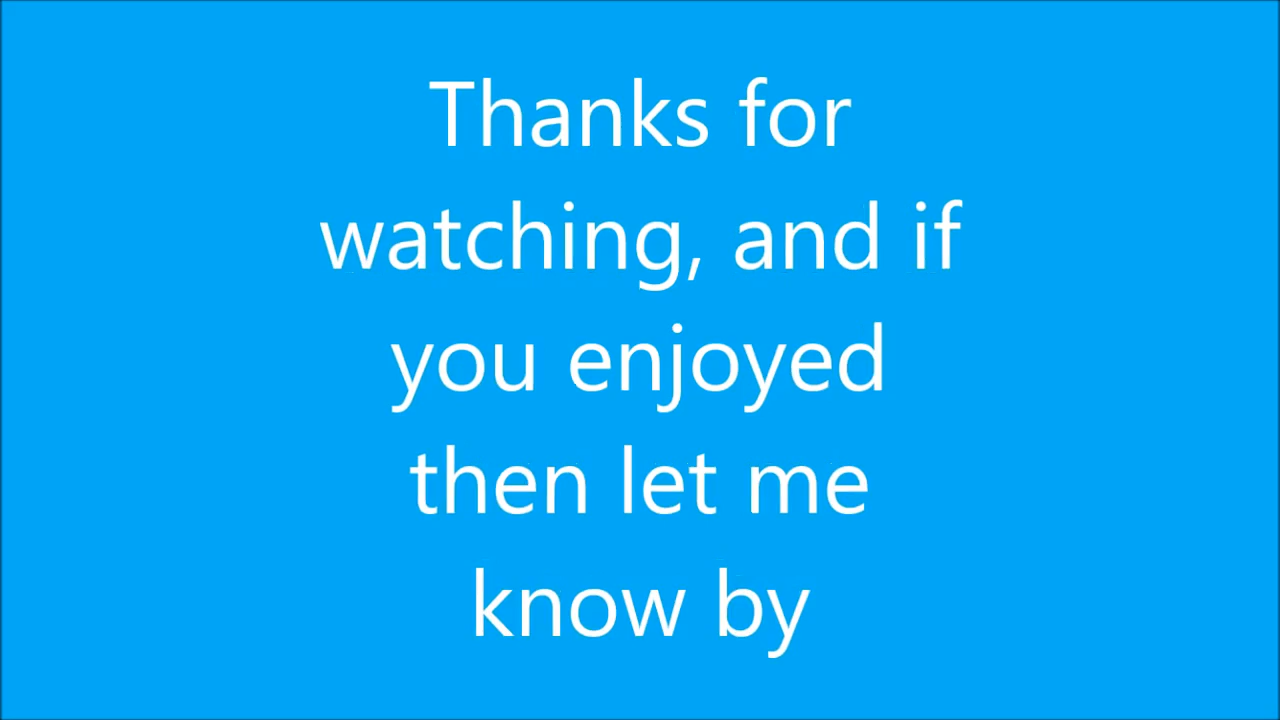 Thanks for
watching, and if
you enjoyed
then let me
know by